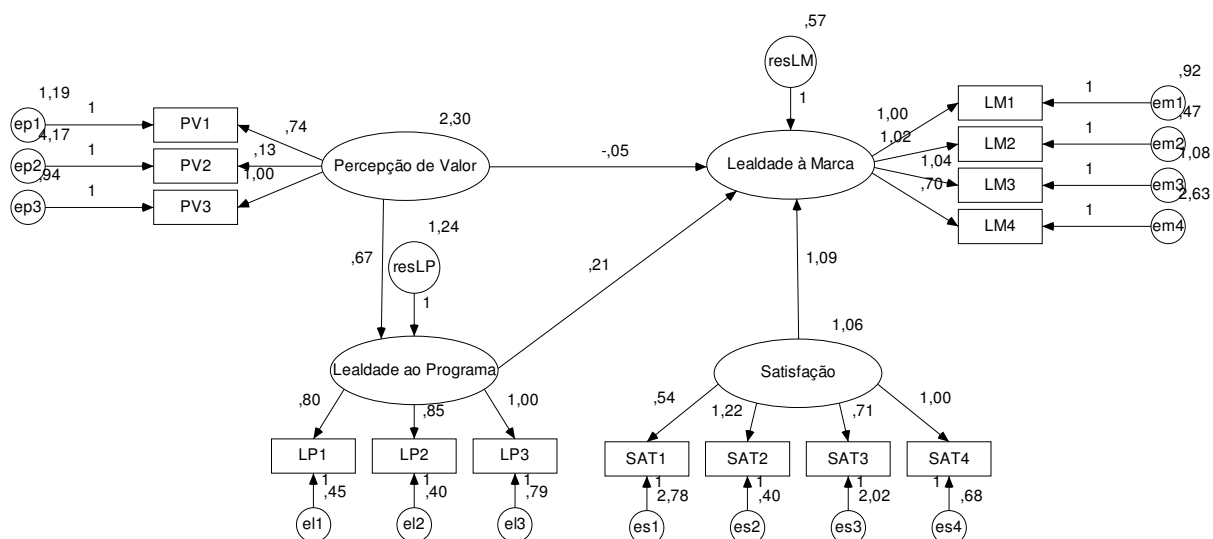 ,57
resLM
1
,92
1,19
1
ep1
PV1
,74
2,30
Percepção de Valor
-,05
Lealdade à Marca
1,00
LM1
1
em1
,47
4,17
1
ep2
PV2
,13
1,02
LM2
1
em2
1,08
,94
1
ep3
PV3
1,00
1,04
LM3
1
em3
2,63
,70
LM4
1
em4
1,24
resLP
1
,67
,21
1,09
1,06
Lealdade ao Programa
Satisfação
,80
,85
1,00
,54
1,22
,71
1,00
LP1
LP2
LP3
SAT1
SAT2
SAT3
SAT4
1
,45
1
,40
1
,79
1
2,78
1
,40
1
2,02
1
,68
el1
el2
el3
es1
es2
es3
es4